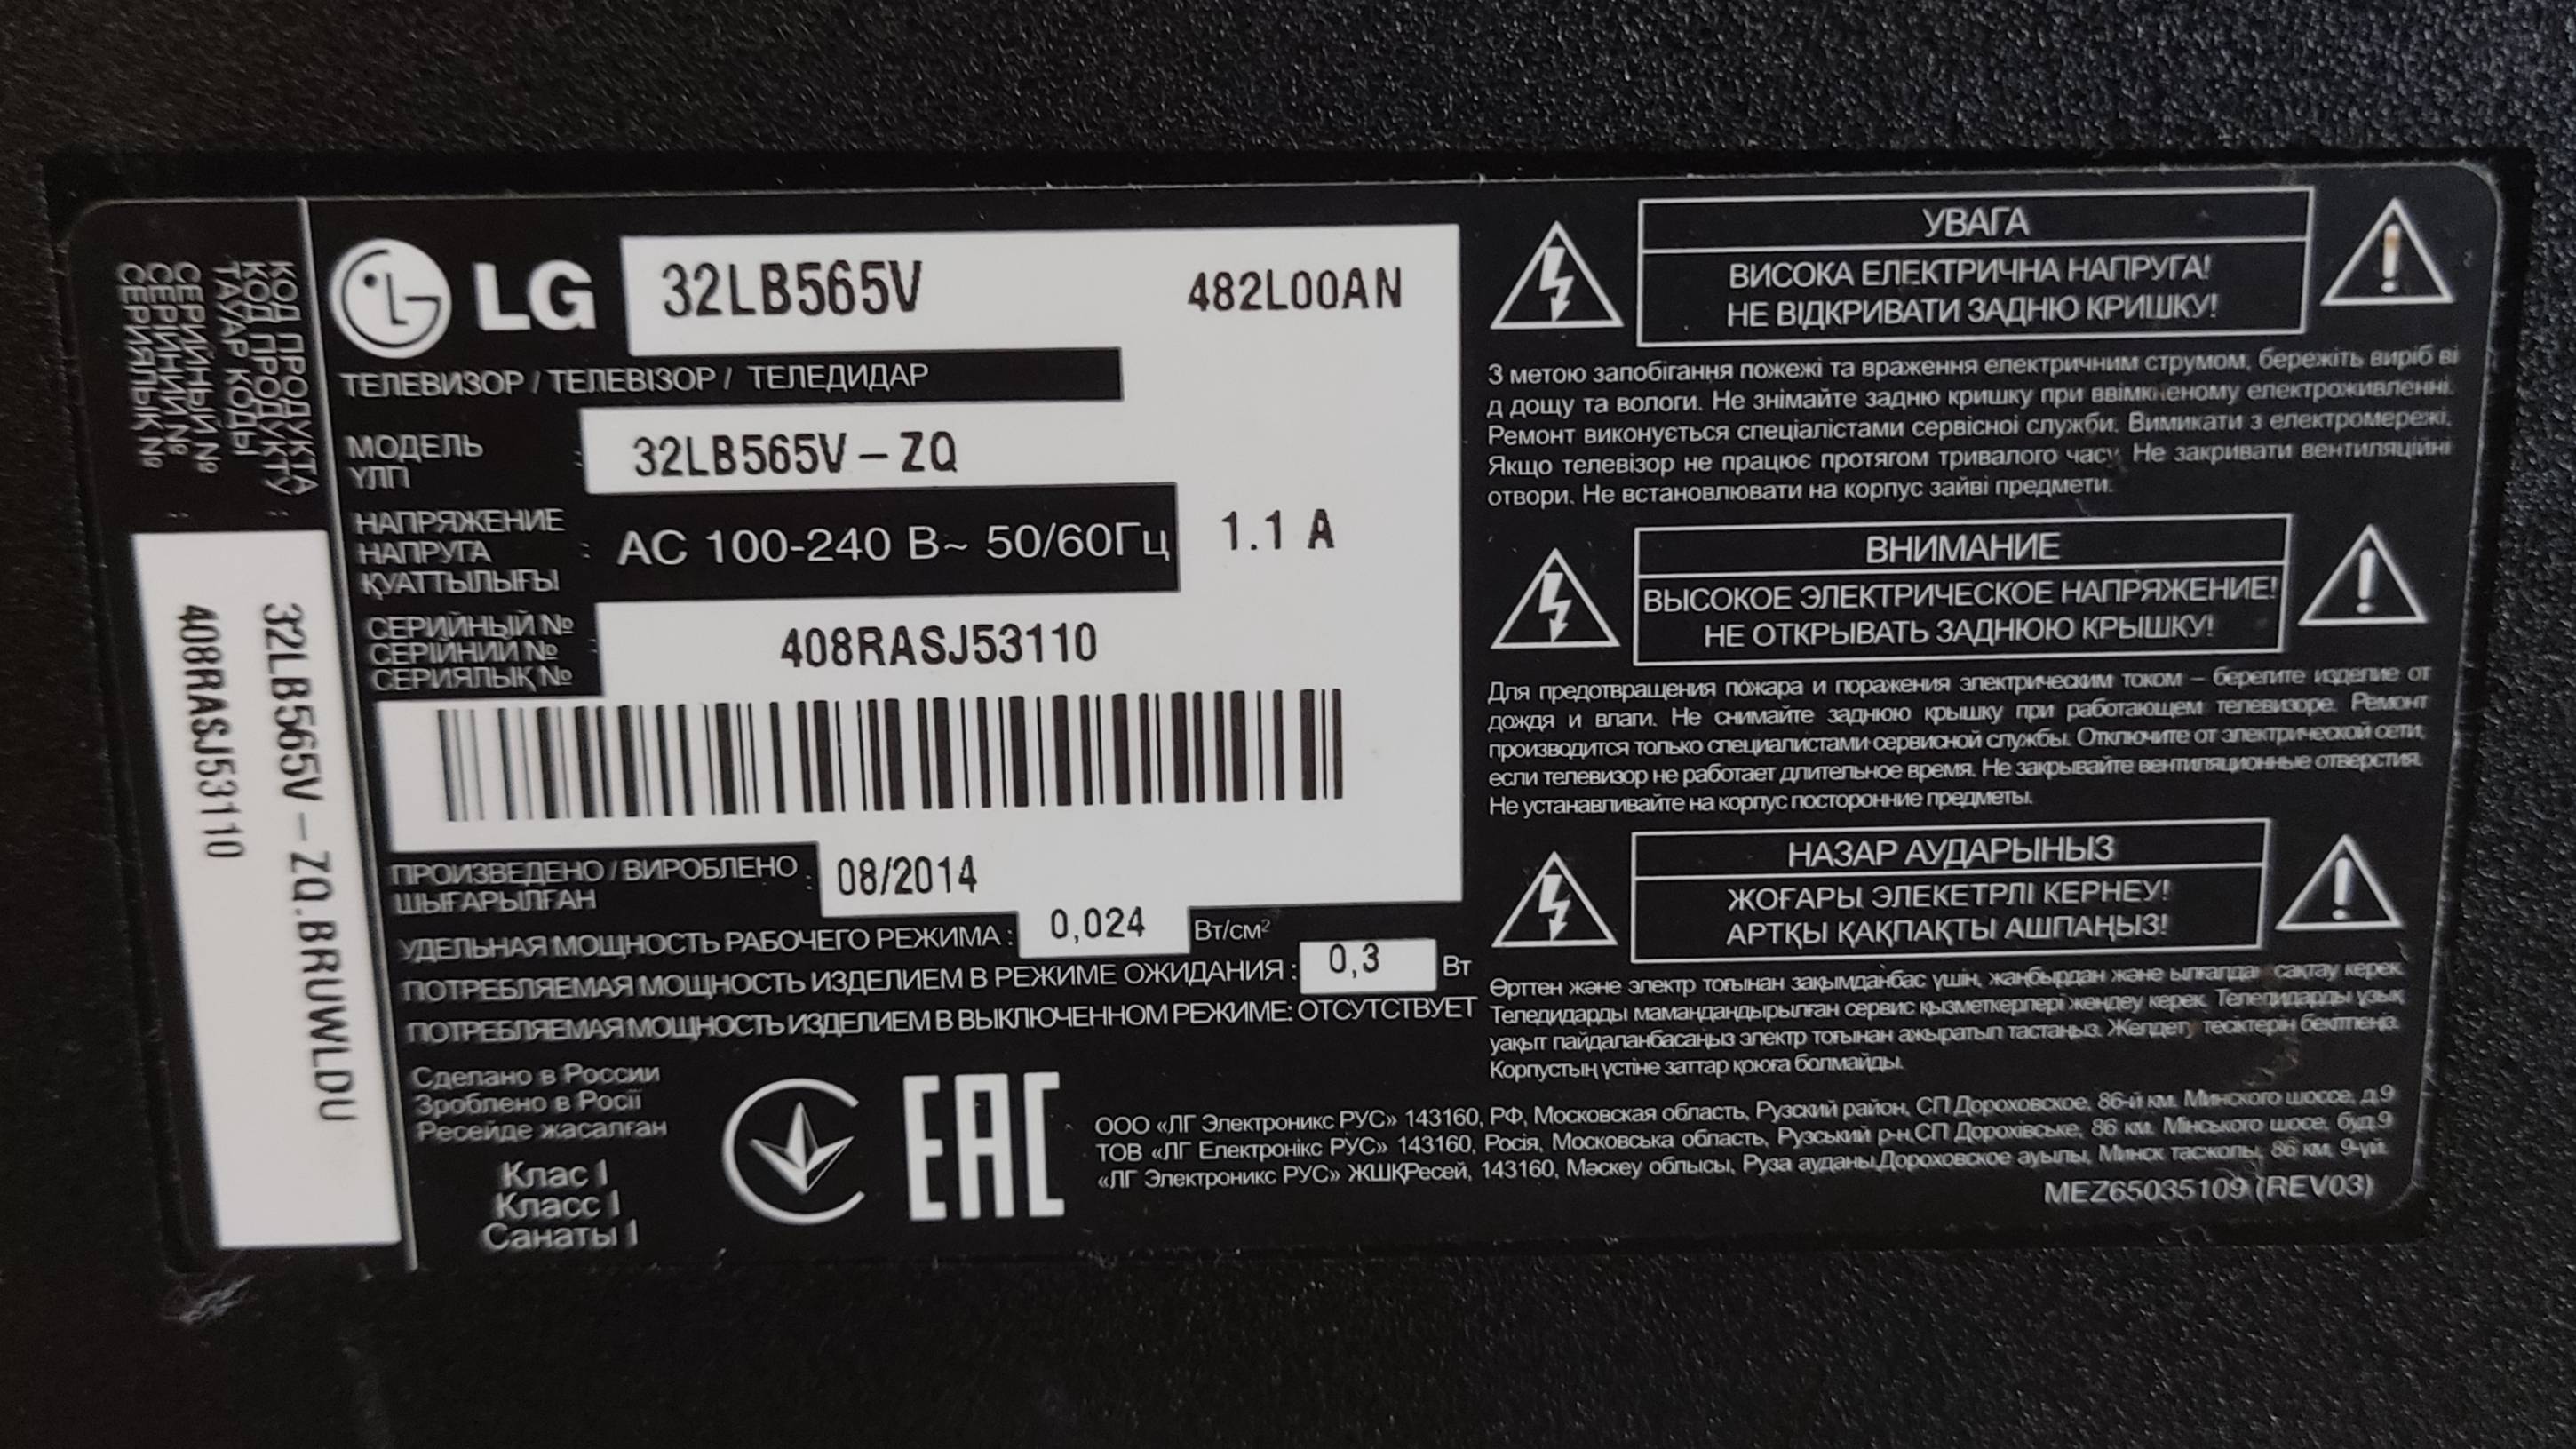 КОД ПРОДУКТА
КОД ПРОДУКТУ
ТАУАР КОДЫ
СЕРИЙНЫЙ №
СЕРІЙНИЙ №
СЕРИЯЛЫК №
:
32LB565V-ZQ.BRUWLDU
408RASJ53110
LG
32LB565V
482L00AN
ТЕЛЕВИЗОР / ТЕЛЕВІЗОР / ТЕЛЕДИДАР
МОДЕЛЬ
ҮЛГІ
:
32LB565V-ZQ
НАПРЯЖЕНИЕ
НАПРУГА
ҚУАТТЫЛЫҒЫ
: AC 100-240 В~ 50/60Гц
1.1 A
СЕРИЙНЫЙ №
СЕРІЙНИЙ №
СЕРИЯЛЫҚ №
:
408RASJ53110
ПРОИЗВЕДЕНО / ВИРОБЛЕНО
ШЫҒАРЫЛҒАН
:
08/2014
УДЕЛЬНАЯ МОЩНОСТЬ РАБОЧЕГО РЕЖИМА : 0,024 Вт/см²
ПОТРЕБЛЯЕМАЯ МОЩНОСТЬ ИЗДЕЛИЕМ В РЕЖИМЕ ОЖИДАНИЯ : 0,3 Вт
ПОТРЕБЛЯЕМАЯ МОЩНОСТЬ ИЗДЕЛИЕМ В ВЫКЛЮЧЕННОМ РЕЖИМЕ: ОТСУТСТВУЕТ
Сделано в России
Зроблено в Росії
Ресейде жасалған
Клас I
Класс I
Санаты I
EAC
ООО «ЛГ Электроникс РУС» 143160, РФ, Московская область, Рузский район, СП Дороховское, 86-й км. Минского шоссе, д.9
ТОВ «ЛГ Електронікс РУС» 143160, Росія, Московська область, Рузський р-н,СП Дорохівське, 86 км. Мінського шосе, буд.9
«ЛГ Электроникс РУС» ЖШҚРесей, 143160, Мәскеу облысы, Руза ауданы,Дороховское ауылы, Минск тасжолы, 86 км, 9-үй.
MEZ65035109 (REV03)
УВАГА
ВИСОКА ЕЛЕКТРИЧНА НАПРУГА!
НЕ ВІДКРИВАТИ ЗАДНЮ КРИШКУ!
З метою запобігання пожежі та враження електричним струмом, бережіть виріб ві
д дощу та вологи. Не знімайте задню кришку при ввімкненому електроживленні.
Ремонт виконується спеціалістами сервісної служби. Вимикати з електромережі,
Якщо телевізор не працює протягом тривалого часу. Не закривати вентиляційні
отвори. Не встановлювати на корпус зайві предмети.
ВНИМАНИЕ
ВЫСОКОЕ ЭЛЕКТРИЧЕСКОЕ НАПРЯЖЕНИЕ!
НЕ ОТКРЫВАТЬ ЗАДНЮЮ КРЫШКУ!
Для предотвращения пожара и поражения электрическим током – берегите изделие от
дождя и влаги. Не снимайте заднюю крышку при работающем телевизоре. Ремонт
производится только специалистами сервисной службы. Отключите от электрической сети,
если телевизор не работает длительное время. Не закрывайте вентиляционные отверстия.
Не устанавливайте на корпус посторонние предметы.
НАЗАР АУДАРЫНЫЗ
ЖОҒАРЫ ЭЛЕКЕТРЛІ КЕРНЕУ!
АРТҚЫ ҚАҚПАҚТЫ АШПАҢЫЗ!
Өрттен және электр тоғынан зақымданбас үшін, жаңбырдан және ылғалдан сақтау керек.
Теледидарды мамандандырылған сервис қызметкерлері жөндеу керек. Теледидарды ұзық
уақыт пайдаланбасаңыз электр тоғынан ажыратып тастаңыз. Желдету тесіктерін бекітпеңіз.
Корпустың үстіне заттар қоюға болмайды.